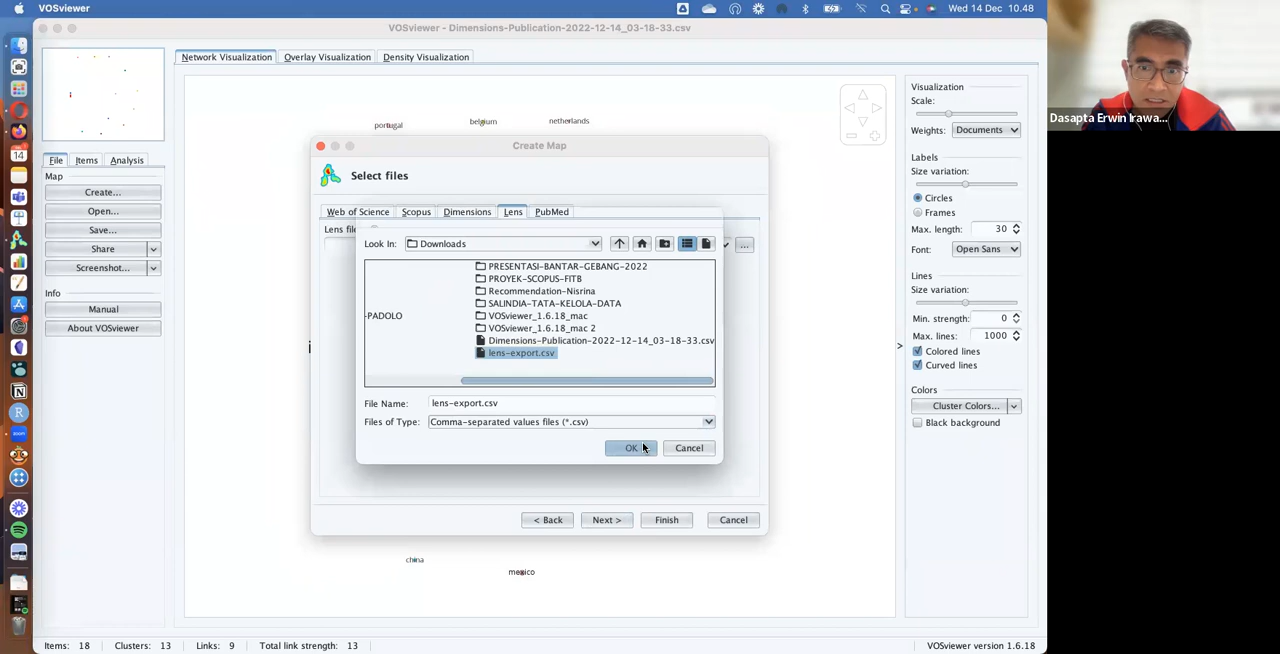 VOSviewer
Wed 14 Dec 10.48
VOSviewer - Dimensions-Publication-2022-12-14_03-18-33.csv
Network Visualization
Overlay Visualization
Density Visualization
File
Items
Analysis
Map
Create...
Open...
Save...
Share
Screenshot...
Info
Manual
About VOSviewer
portugal
belgium
netherlands
Create Map
Select files
Web of Science
Scopus
Dimensions
Lens
PubMed
Lens file
...
Look In:
Downloads
-PADOLO
PRESENTASI-BANTAR-GEBANG-2022
PROYEK-SCOPUS-FITB
Recommendation-Nisrina
SALINDIA-TATA-KELOLA-DATA
VOSviewer_1.6.18_mac
VOSviewer_1.6.18_mac 2
Dimensions-Publication-2022-12-14_03-18-33.csv
lens-export.csv
File Name: lens-export.csv
Files of Type: Comma-separated values files (*.csv)
OK
Cancel
< Back
Next >
Finish
Cancel
i
china
mexico
Visualization
Scale:
Weights: Documents
Labels
Size variation:
Circles
Frames
Max. length: 30
Font: Open Sans
Lines
Size variation:
Min. strength: 0
Max. lines: 1000
>
Colored lines
Curved lines
Colors
Cluster Colors...
Black background
Items: 18
Clusters: 13
Links: 9
Total link strength: 13
VOSviewer version 1.6.18
Dasapta Erwin Irawa...